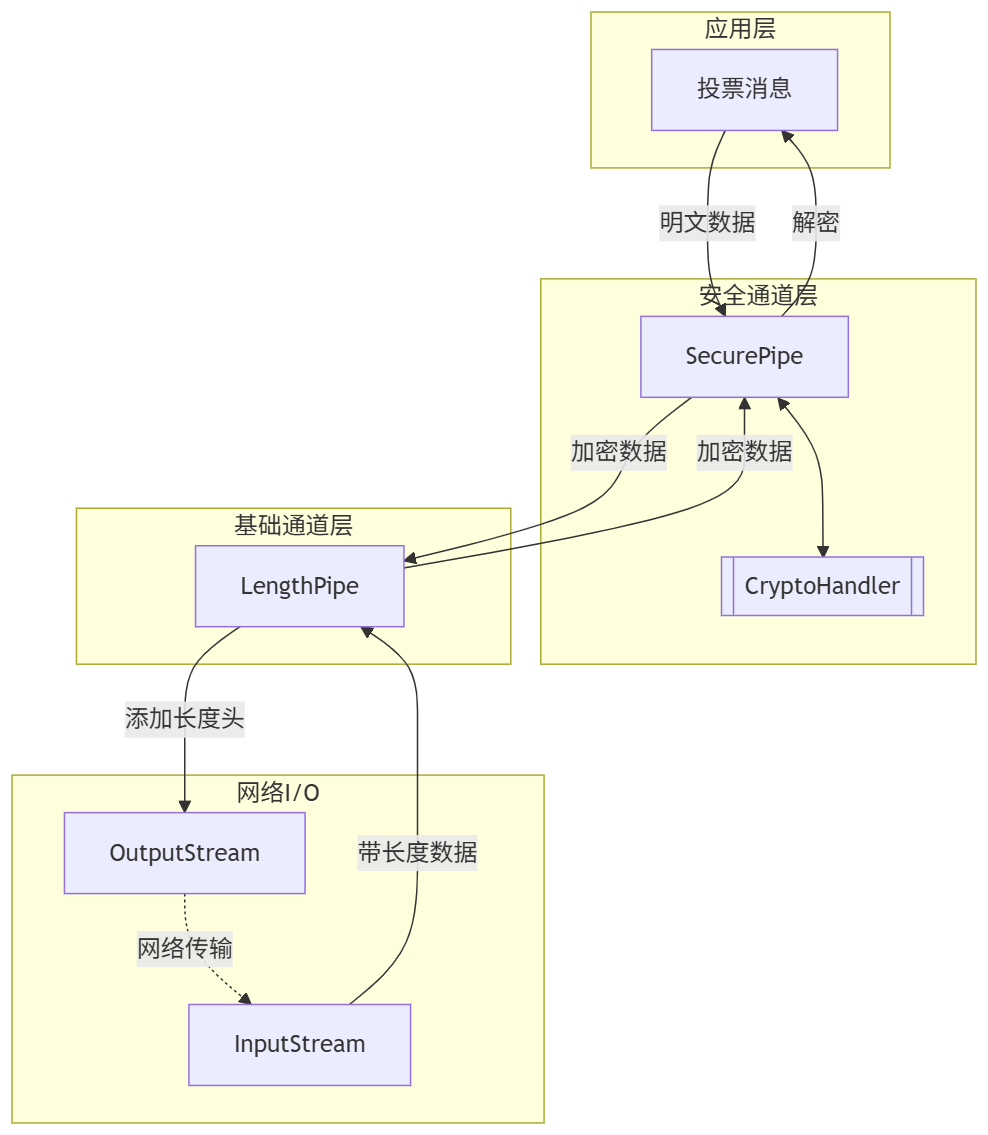 应用层
投票消息
明文数据
解密
安全通道层
SecurePipe
加密数据
加密数据
基础通道层
LengthPipe
CryptoHandler
添加长度头
网络I/O
OutputStream
带长度数据
网络传输
InputStream